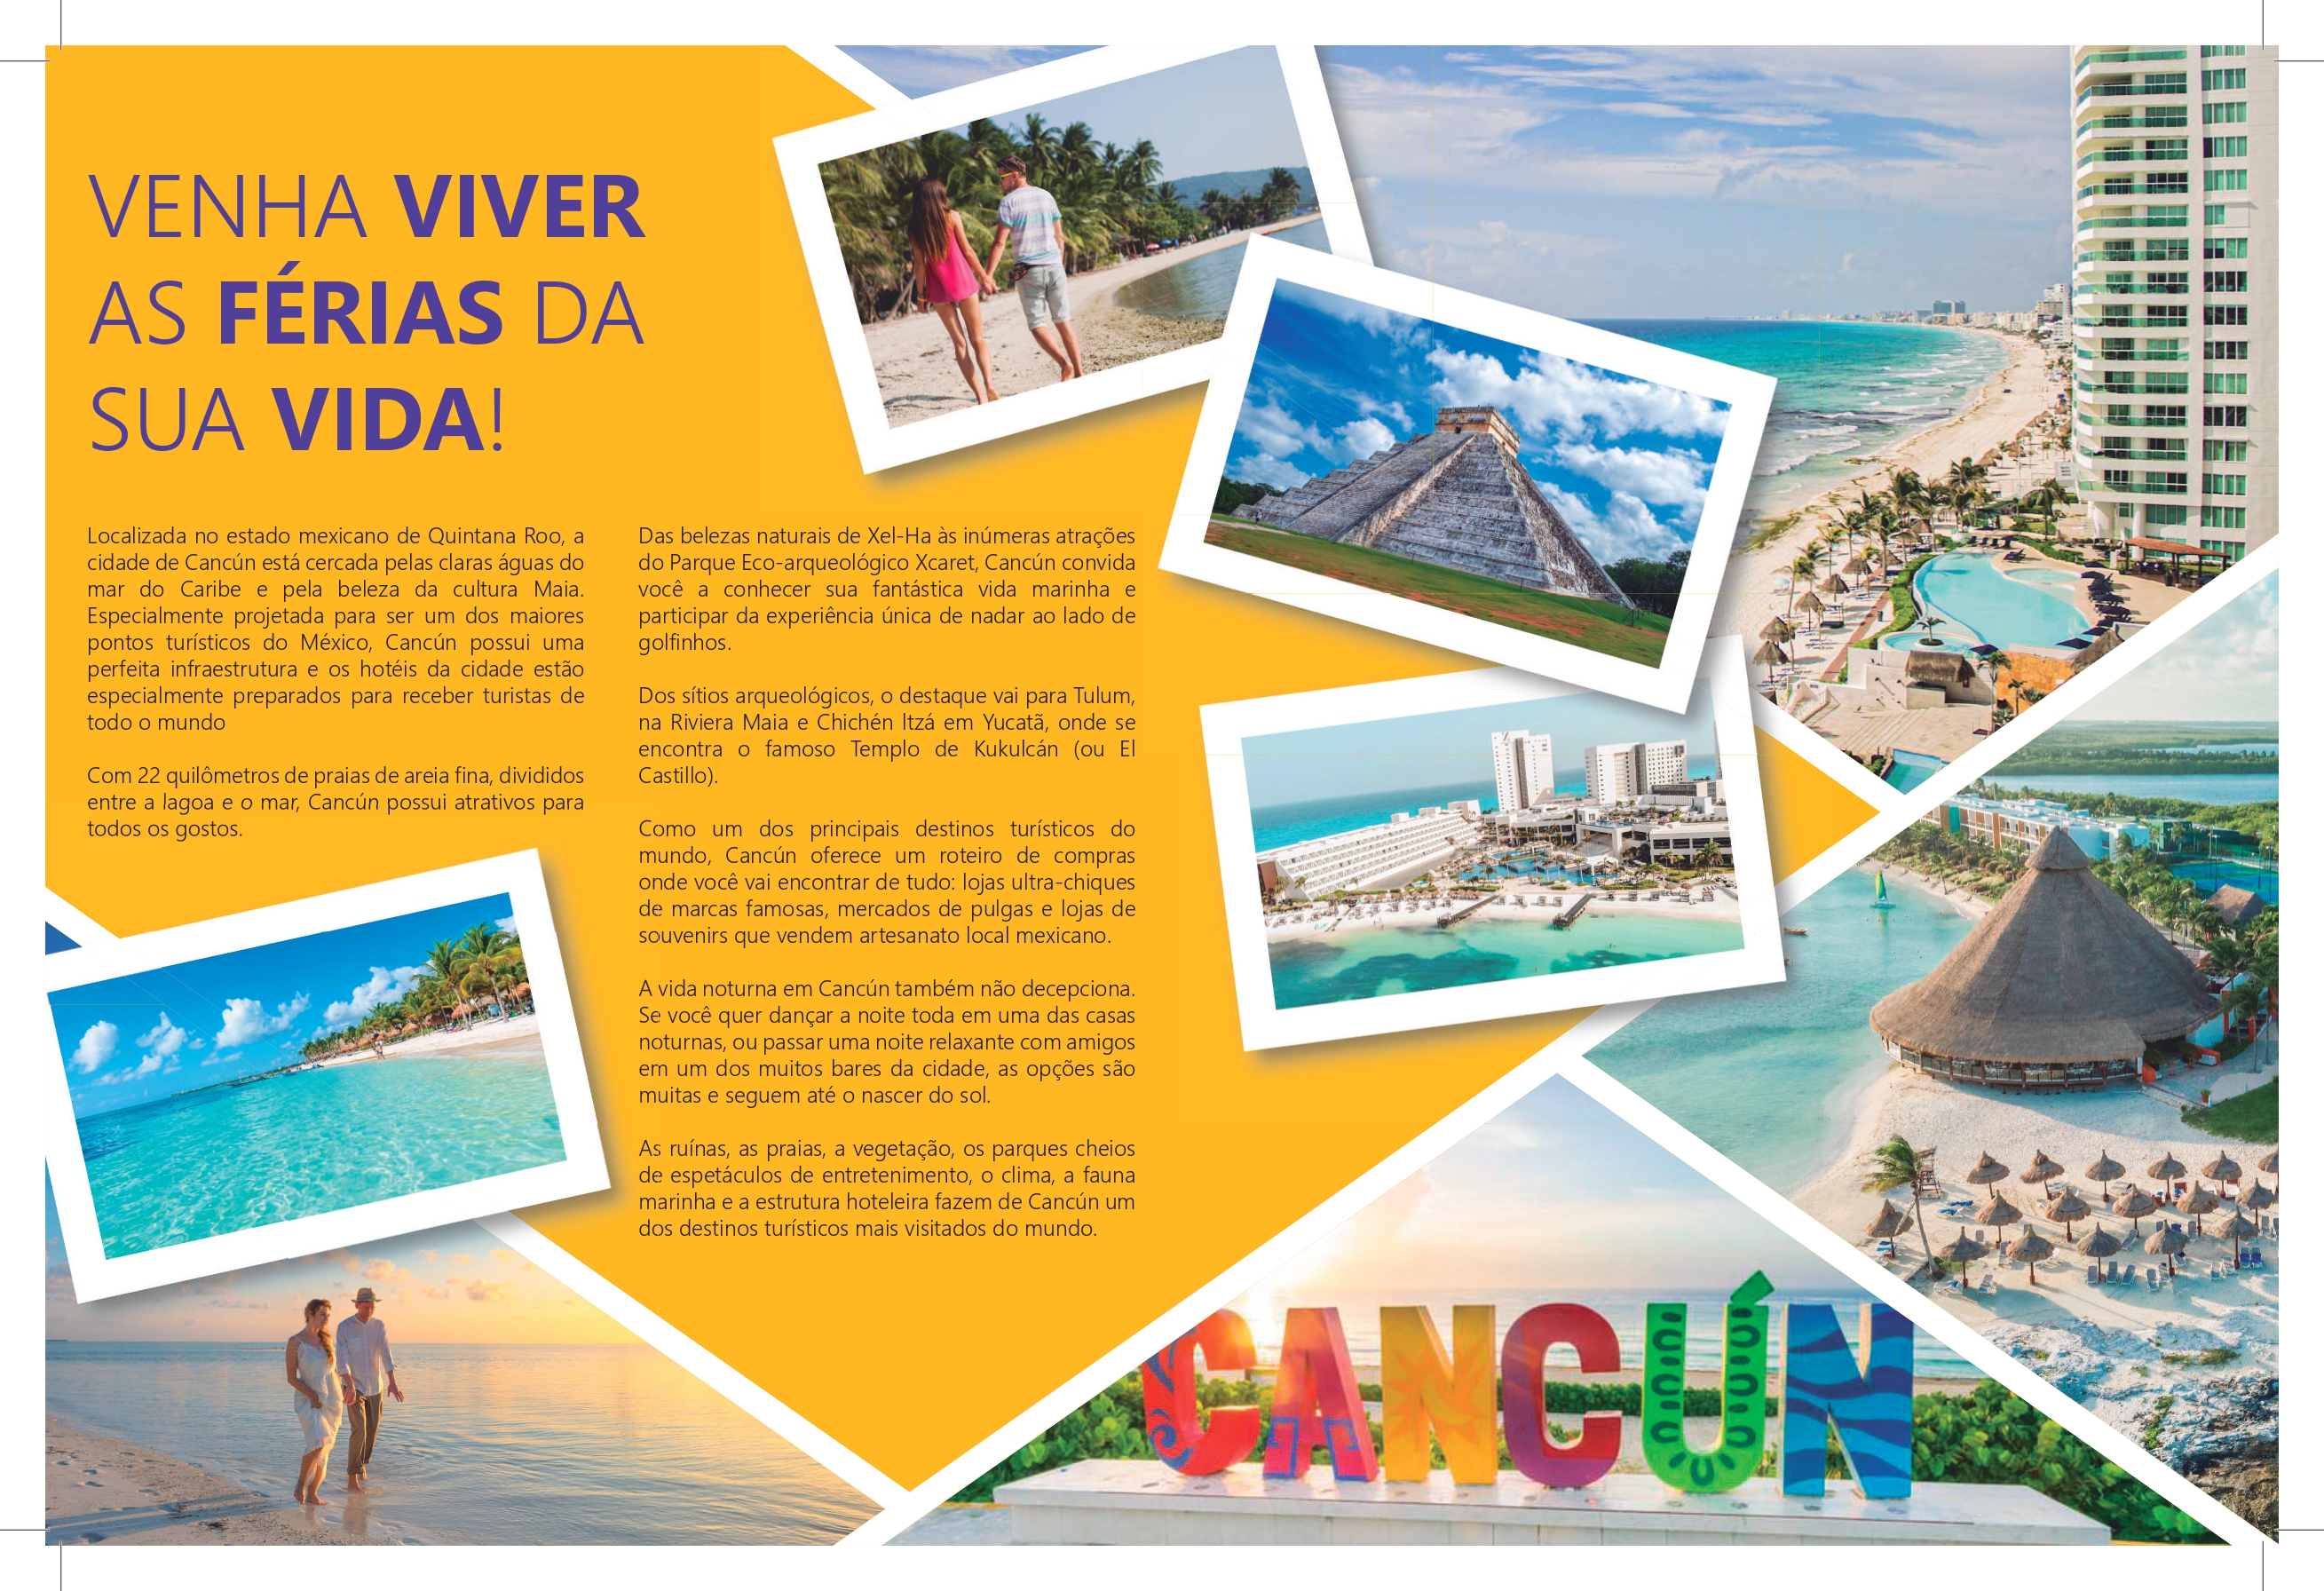 VENHA VIVER
AS FÉRIAS DA
SUA VIDA!
Localizada no estado mexicano de Quintana Roo, a
cidade de Cancún está cercada pelas claras águas do
mar do Caribe e pela beleza da cultura Maia.
Especialmente projetada para ser um dos maiores
pontos turísticos do México, Cancún possui uma
perfeita infraestrutura e os hotéis da cidade estão
especialmente preparados para receber turistas de
todo o mundo
Com 22 quilômetros de praias de areia fina, divididos
entre a lagoa e o mar, Cancún possui atrativos para
todos os gostos.
Das belezas naturais de Xel-Ha às inúmeras atrações
do Parque Eco-arqueológico Xcaret, Cancún convida
você a conhecer sua fantástica vida marinha e
participar da experiência única de nadar ao lado de
golfinhos.
Dos sítios arqueológicos, o destaque vai para Tulum,
na Riviera Maia e Chichén Itzá em Yucatã, onde se
encontra o famoso Templo de Kukulcán (ou El
Castillo).
Como um dos principais destinos turísticos do
mundo, Cancún oferece um roteiro de compras
onde você vai encontrar de tudo: lojas ultra-chiques
de marcas famosas, mercados de pulgas e lojas de
souvenirs que vendem artesanato local mexicano.
A vida noturna em Cancún também não decepciona.
Se você quer dançar a noite toda em uma das casas
noturnas, ou passar uma noite relaxante com amigos
em um dos muitos bares da cidade, as opções são
muitas e seguem até o nascer do sol.
As ruínas, as praias, a vegetação, os parques cheios
de espetáculos de entretenimento, o clima, a fauna
marinha e a estrutura hoteleira fazem de Cancún um
dos destinos turísticos mais visitados do mundo.
CANCÚN